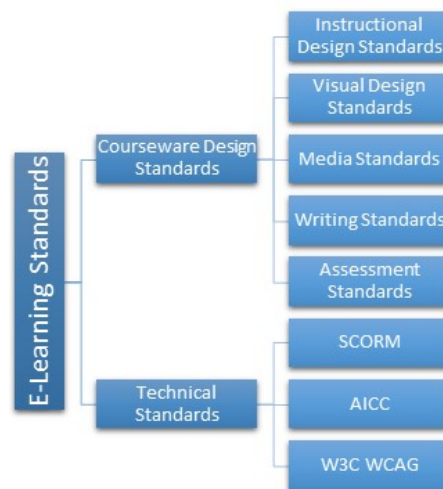 E-Learning Standards
Courseware Design
Standards
Instructional
Design Standards
Visual Design
Standards
Media Standards
Writing Standards
Assessment
Standards
Technical
Standards
SCORM
AICC
W3C WCAG